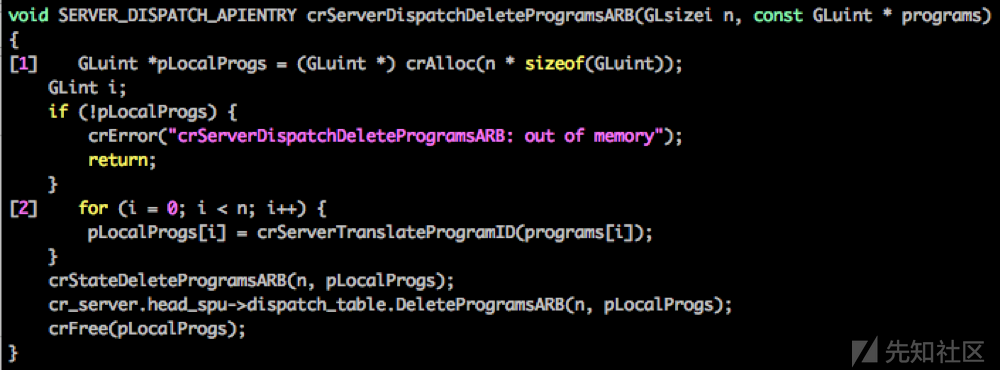 void SERVER_DISPATCH_APIENTRY crServerDispatchDeleteProgramsARB(GLsizei n, const GLuint * programs)
{
[1]    GLuint *pLocalProgs = (GLuint *) crAlloc(n * sizeof(GLuint));
    GLint i;
    if (!pLocalProgs) {
        crError("crServerDispatchDeleteProgramsARB: out of memory");
        return;
    }
[2]    for (i = 0; i < n; i++) {
        pLocalProgs[i] = crServerTranslateProgramID(programs[i]);
    }
    crStateDeleteProgramsARB(n, pLocalProgs);
    cr_server.head_spu->dispatch_table.DeleteProgramsARB(n, pLocalProgs);
    crFree(pLocalProgs);
}
先知社区